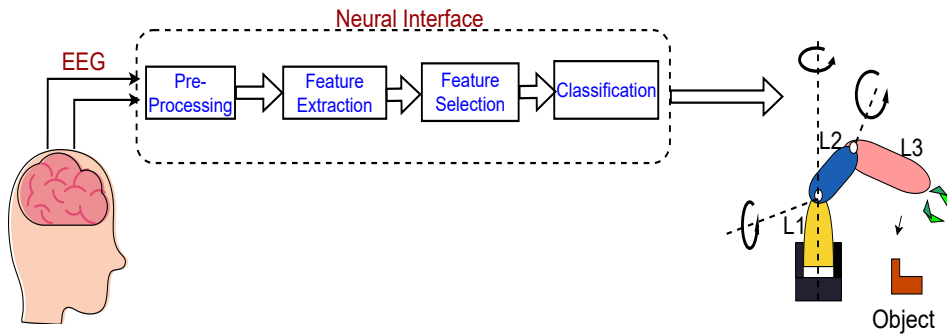 Neural Interface
EEG
Pre-
Processing
Feature
Extraction
Feature
Selection
Classification
L2
L3
L1
Object